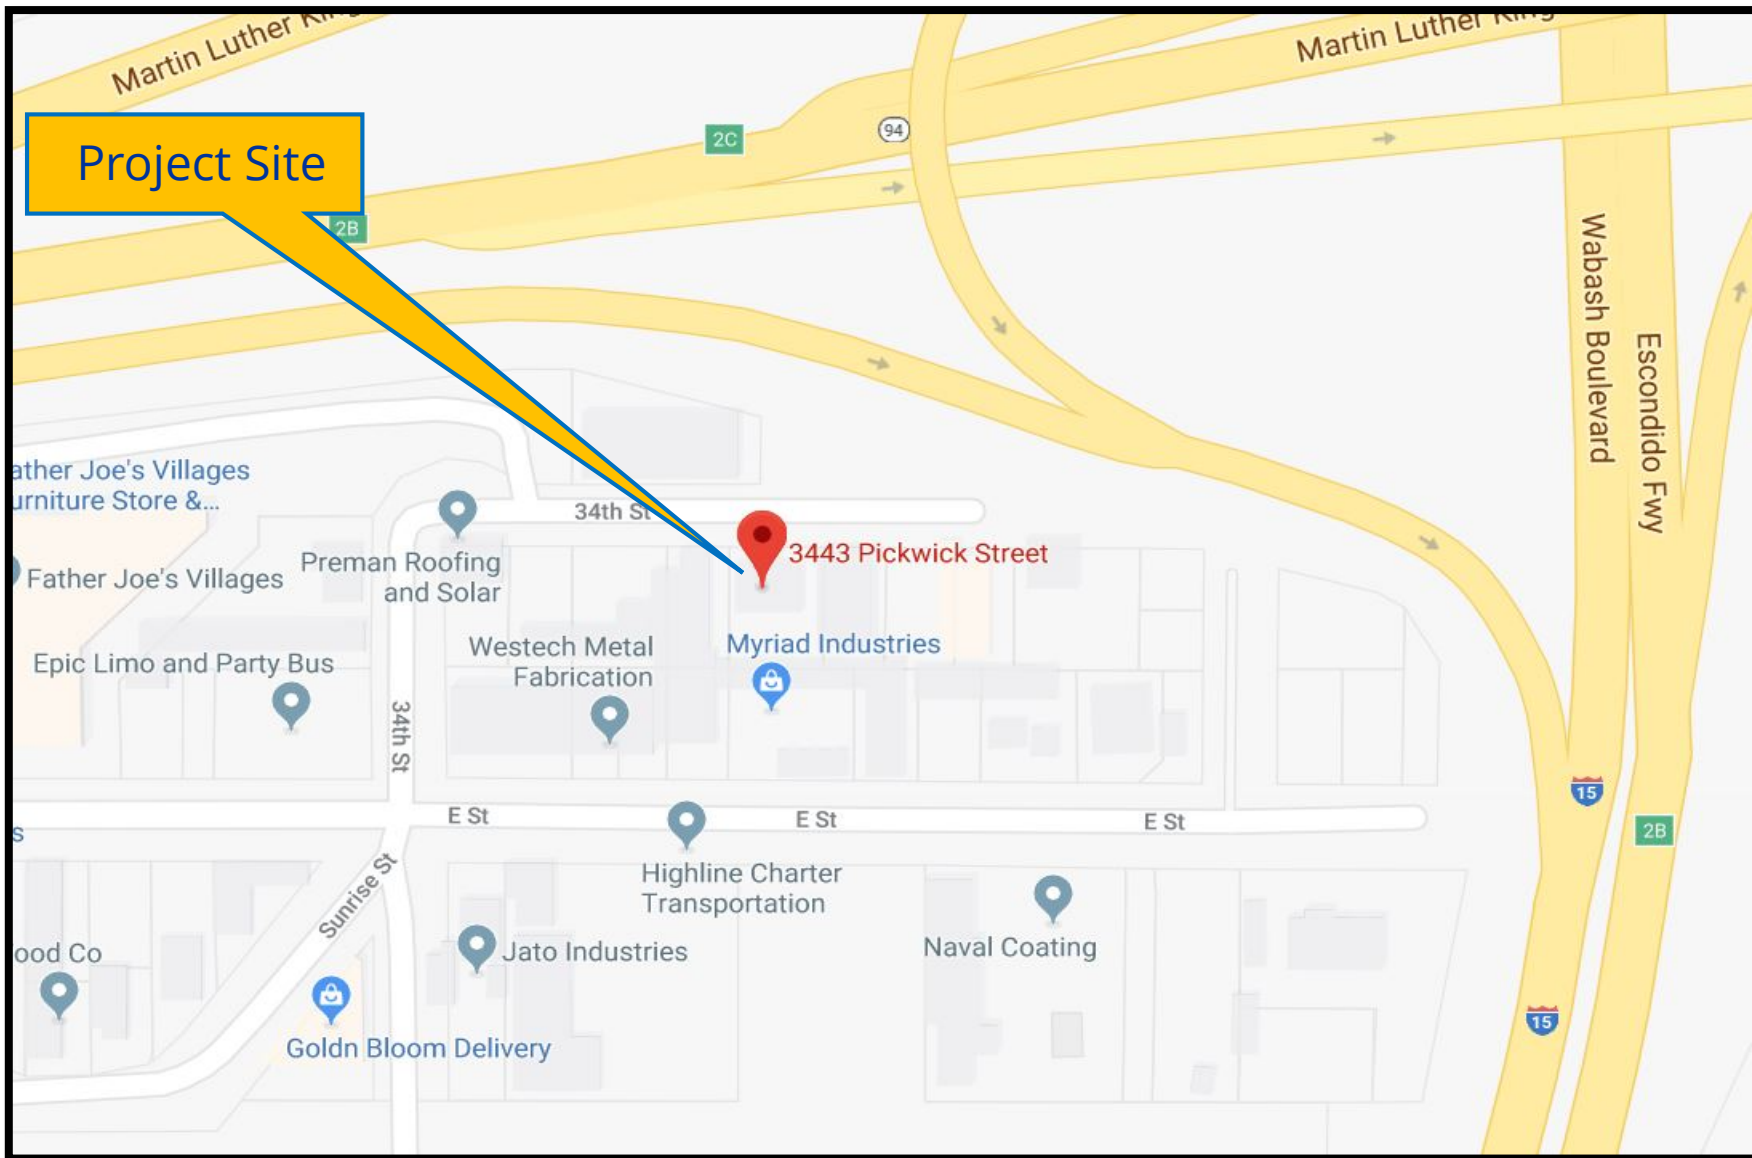 Martin Luther King
Martin Luther King
2C
94
Project Site
2B
Wabash Boulevard
Escondido Fwy
ather Joe's Villages
urniture Store &...
34th St
3443 Pickwick Street
Preman Roofing
and Solar
Father Joe's Villages
Westech Metal
Fabrication
Myriad Industries
Epic Limo and Party Bus
34th St
15
E St
E St
E St
2B
s
Sunrise St
Highline Charter
Transportation
ood Co
Jato Industries
Naval Coating
15
Goldn Bloom Delivery